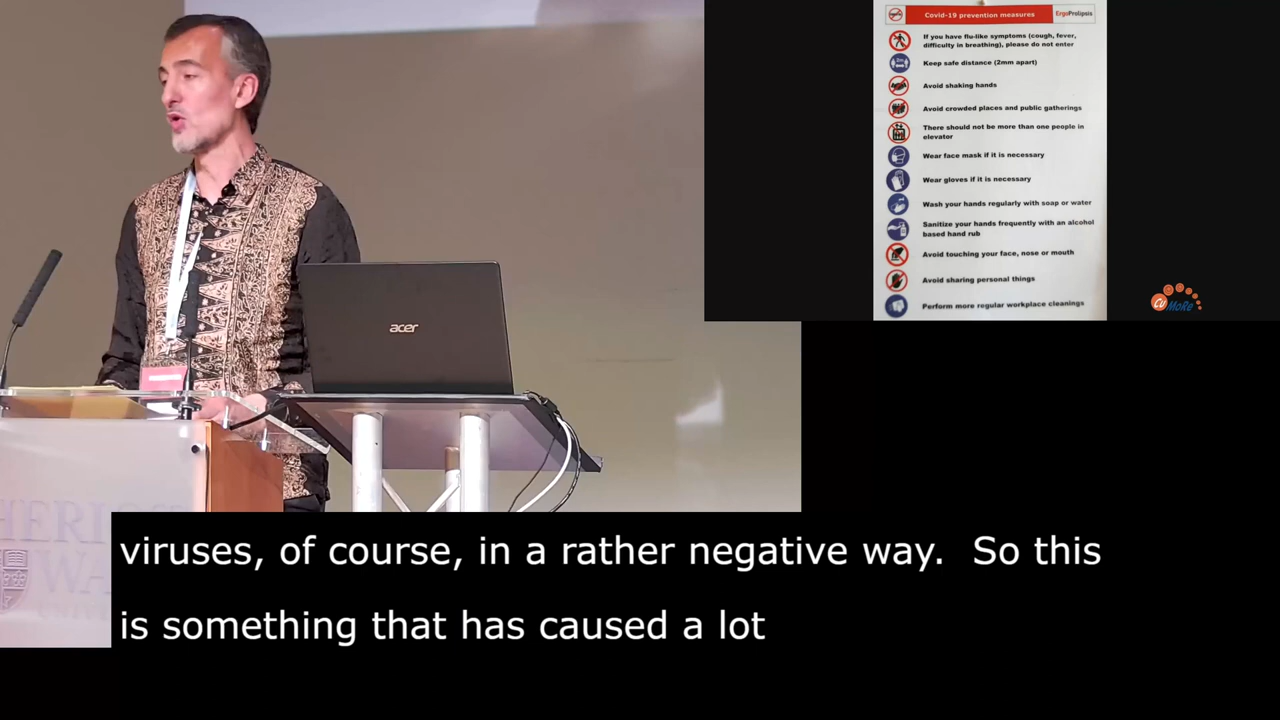 Covid-19 prevention measures
ErgoProlipsis
If you have flu-like symptoms (cough, fever,
difficulty in breathing), please do not enter
Keep safe distance (2mm apart)
Avoid shaking hands
Avoid crowded places and public gatherings
There should not be more than one people in
elevator
Wear face mask if it is necessary
Wear gloves if it is necessary
Wash your hands regularly with soap or water
Sanitize your hands frequently with an alcohol
based hand rub
Avoid touching your face, nose or mouth
Avoid sharing personal things
Perform more regular workplace cleanings
CU MoRe
acer
viruses, of course, in a rather negative way. So this
is something that has caused a lot